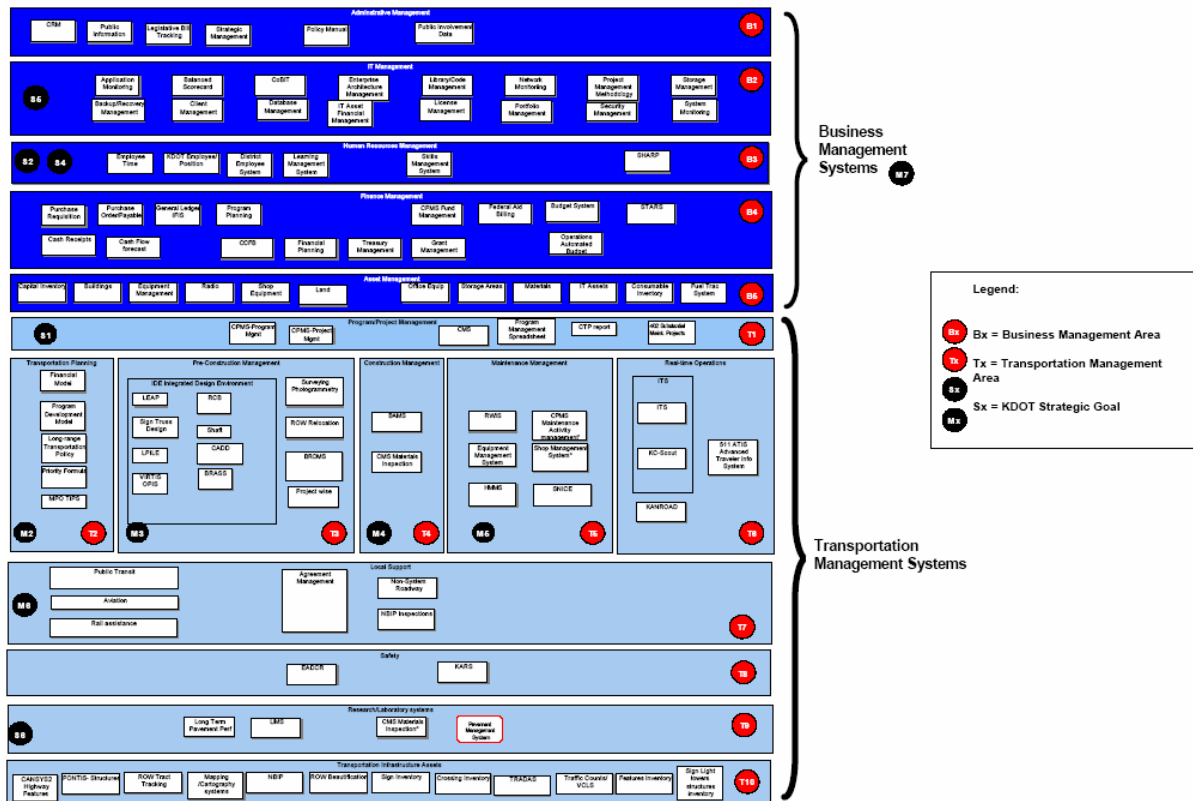 Adminstrative Management
CRM
Public
Information
Legislative Bill
Tracking
Strategic
Management
Policy Manual
Public Involvement
Data
B1
IT Management
S5
Application
Monitoring
Balanced
Scorecard
CoBIT
Enterprise
Architecture
Management
Library/Code
Management
Network
Monitoring
Project
Management
Methodology
Storage
Management
B2
Backup/Recovery
Management
Client
Management
Database
Management
IT Asset
Financial
Management
License
Management
Portfolio
Management
Security
Management
System
Monitoring
Human Resources Management
S2
S4
Employee
Time
KDOT Employee/
Position
District
Employee
System
Learning
Management
System
Skills
Management
System
SHARP
B3
Business
Management
Systems
M7
Finance Management
Purchase
Requisition
Purchase
Order/Payable
General Ledger
IFIS
Program
Planning
CPMS Fund
Management
Federal Aid
Billing
Budget System
STARS
B4
Cash Receipts
Cash Flow
forecast
CCFB
Financial
Planning
Treasury
Management
Grant
Management
Operations
Automated
Budget
Asset Management
Capital Inventory
Buildings
Equipment
Management
Radio
Shop
Equipment
Land
Office Equip
Storage Areas
Materials
IT Assets
Consumable
Inventory
Fuel Trac
System
B5
Program/Project Management
S1
CPMS-Program
Mgmt
CPMS-Project
Mgmt
CMS
Program
Management
Spreadsheet
CTP report
Maint. Projects
T1
Transportation Planning
Financial
Model
Program
Development
Model
Long-range
Transportation
Policy
Priority Formula
MPO TIPS
M2
T2
Pre-Construction Management
IDE Integrated Design Environment
LEAP
Sign Truss
Design
LPILE
VIRTIS
OPIS
RCB
Shaft
CADD
BRASS
Surveying
Photogrammetry
ROW Relocation
BROMS
Project wise
M3
T3
Construction Management
BAMS
CMS Materials
Inspection
M4
T4
Maintenance Management
RWIS
Equipment
Management
System
HMMS
CPMS
Maintenance
Activity
management*
Shop Management
System*
SNICE
M5
T5
Real-time Operations
ITS
ITS
KC-Scout
KANROAD
511 ATIS
Advanced
Traveler Info
System
T6
Transportation
Management Systems
Local Support
Public Transit
Aviation
Rail assistance
Agreement
Management
Non-System
Roadway
NBIP Inspections
M6
T7
Safety
EADCR
KARS
T8
Research/Laboratory systems
S6
Long Term
Pavement Perf
LIMS
CMS Materials
Inspection*
Pavement
Management
System
T9
Transportation Infrastructure Assets
CANSYS2
Highway
Features
PONTIS- Structures
ROW Tract
Tracking
Mapping
/Cartography
systems
NBIP
ROW Beautification
Sign Inventory
Crossing Inventory
TRADAS
Traffic Counts/
VCLS
Features Inventory
Sign Light
towers
structures
inventory
T10
Legend:
Bx
Bx = Business Management Area
Tx
Tx = Transportation Management
Area
Sx
Sx = KDOT Strategic Goal
Mx